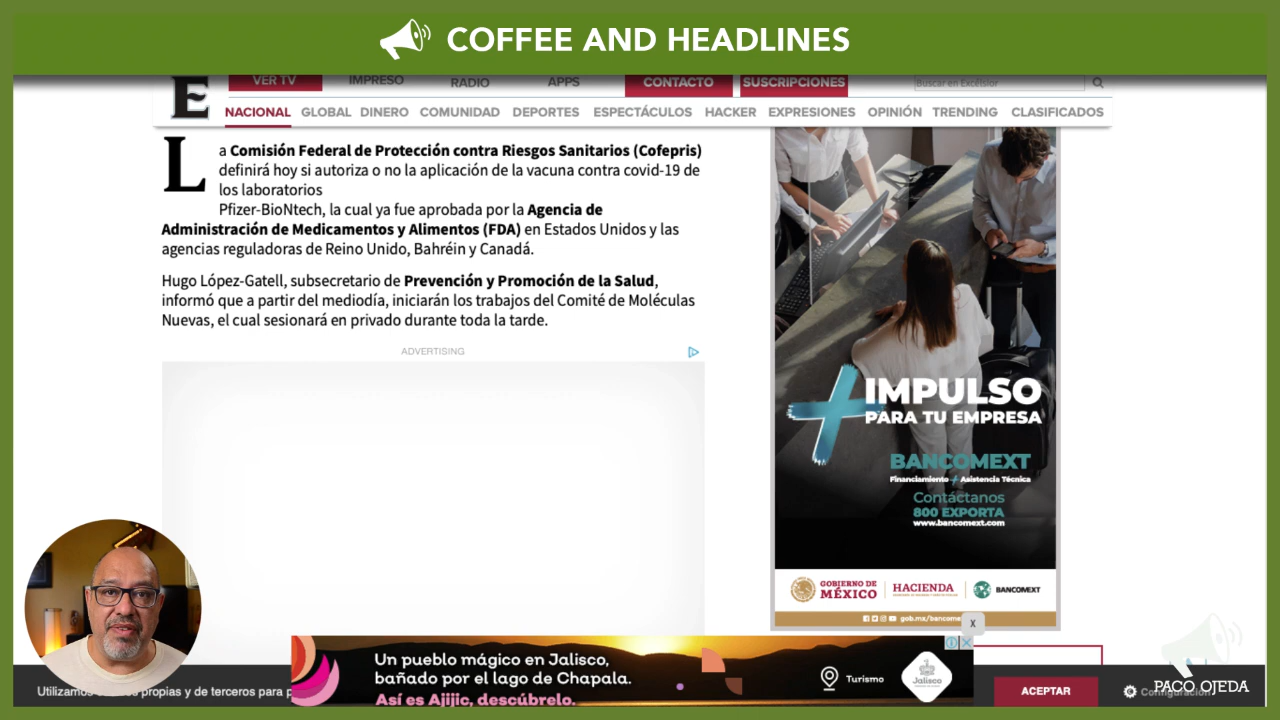 COFFEE AND HEADLINES
E
VER TV IMPRESO RADIO APPS CONTACTO SUSCRIPCIONES Buscar en Excélsior
NACIONAL GLOBAL DINERO COMUNIDAD DEPORTES ESPECTÁCULOS HACKER EXPRESIONES OPINIÓN TRENDING CLASIFICADOS
La Comisión Federal de Protección contra Riesgos Sanitarios (Cofepris)
definirá hoy si autoriza o no la aplicación de la vacuna contra covid-19 de
los laboratorios
Pfizer-BioNtech, la cual ya fue aprobada por la Agencia de
Administración de Medicamentos y Alimentos (FDA) en Estados Unidos y las
agencias reguladoras de Reino Unido, Bahréin y Canadá.
Hugo López-Gatell, subsecretario de Prevención y Promoción de la Salud,
informó que a partir del mediodía, iniciarán los trabajos del Comité de Moléculas
Nuevas, el cual sesionará en privado durante toda la tarde.
ADVERTISING
+ IMPULSO
PARA TU EMPRESA
BANCOMEXT
Financiamiento + Asistencia Técnica
Contáctanos
800 EXPORTA
www.bancomext.com
GOBIERNO DE
MÉXICO
HACIENDA
BANCOMEXT
gob.mx/bancome
X
Un pueblo mágico en Jalisco,
bañado por el lago de Chapala.
Así es Ajijic, descúbrelo.
Turismo
Jalisco
Utilizamos propias y de terceros para p
ACEPTAR
PACO OJEDA